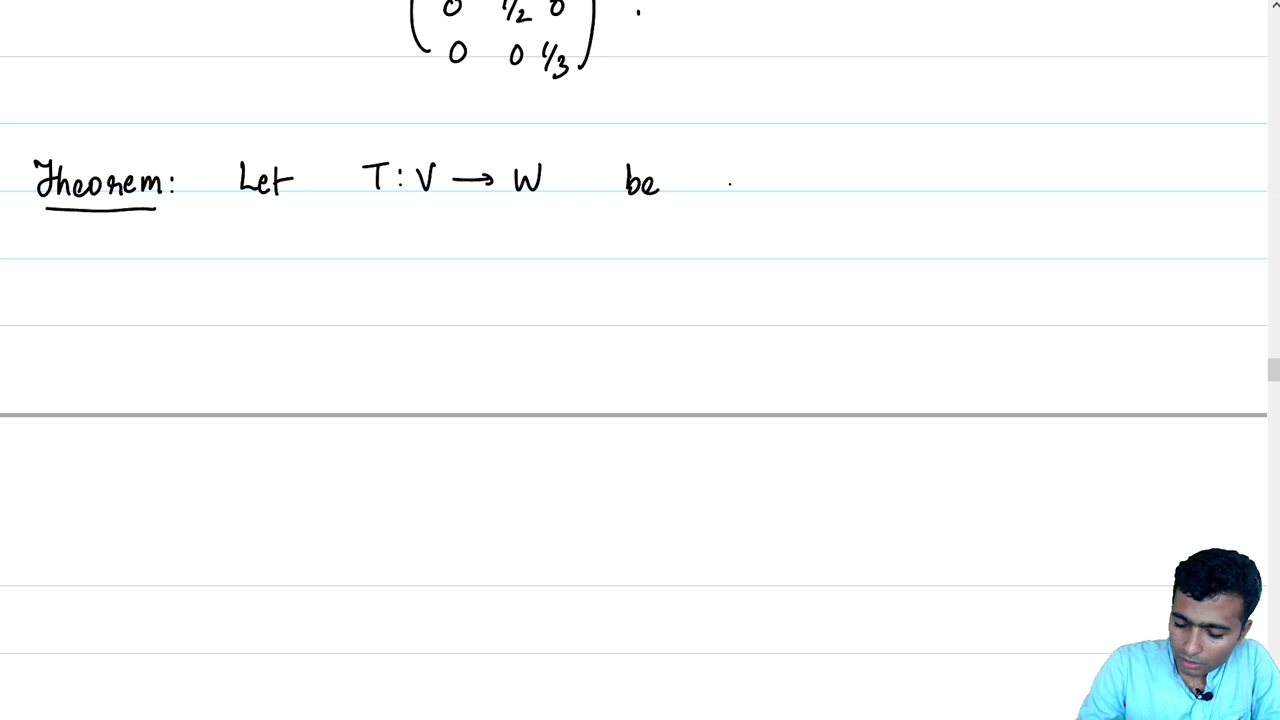 0 1/2 0 .
0 0 1/3
Theorem: Let T: V → W be